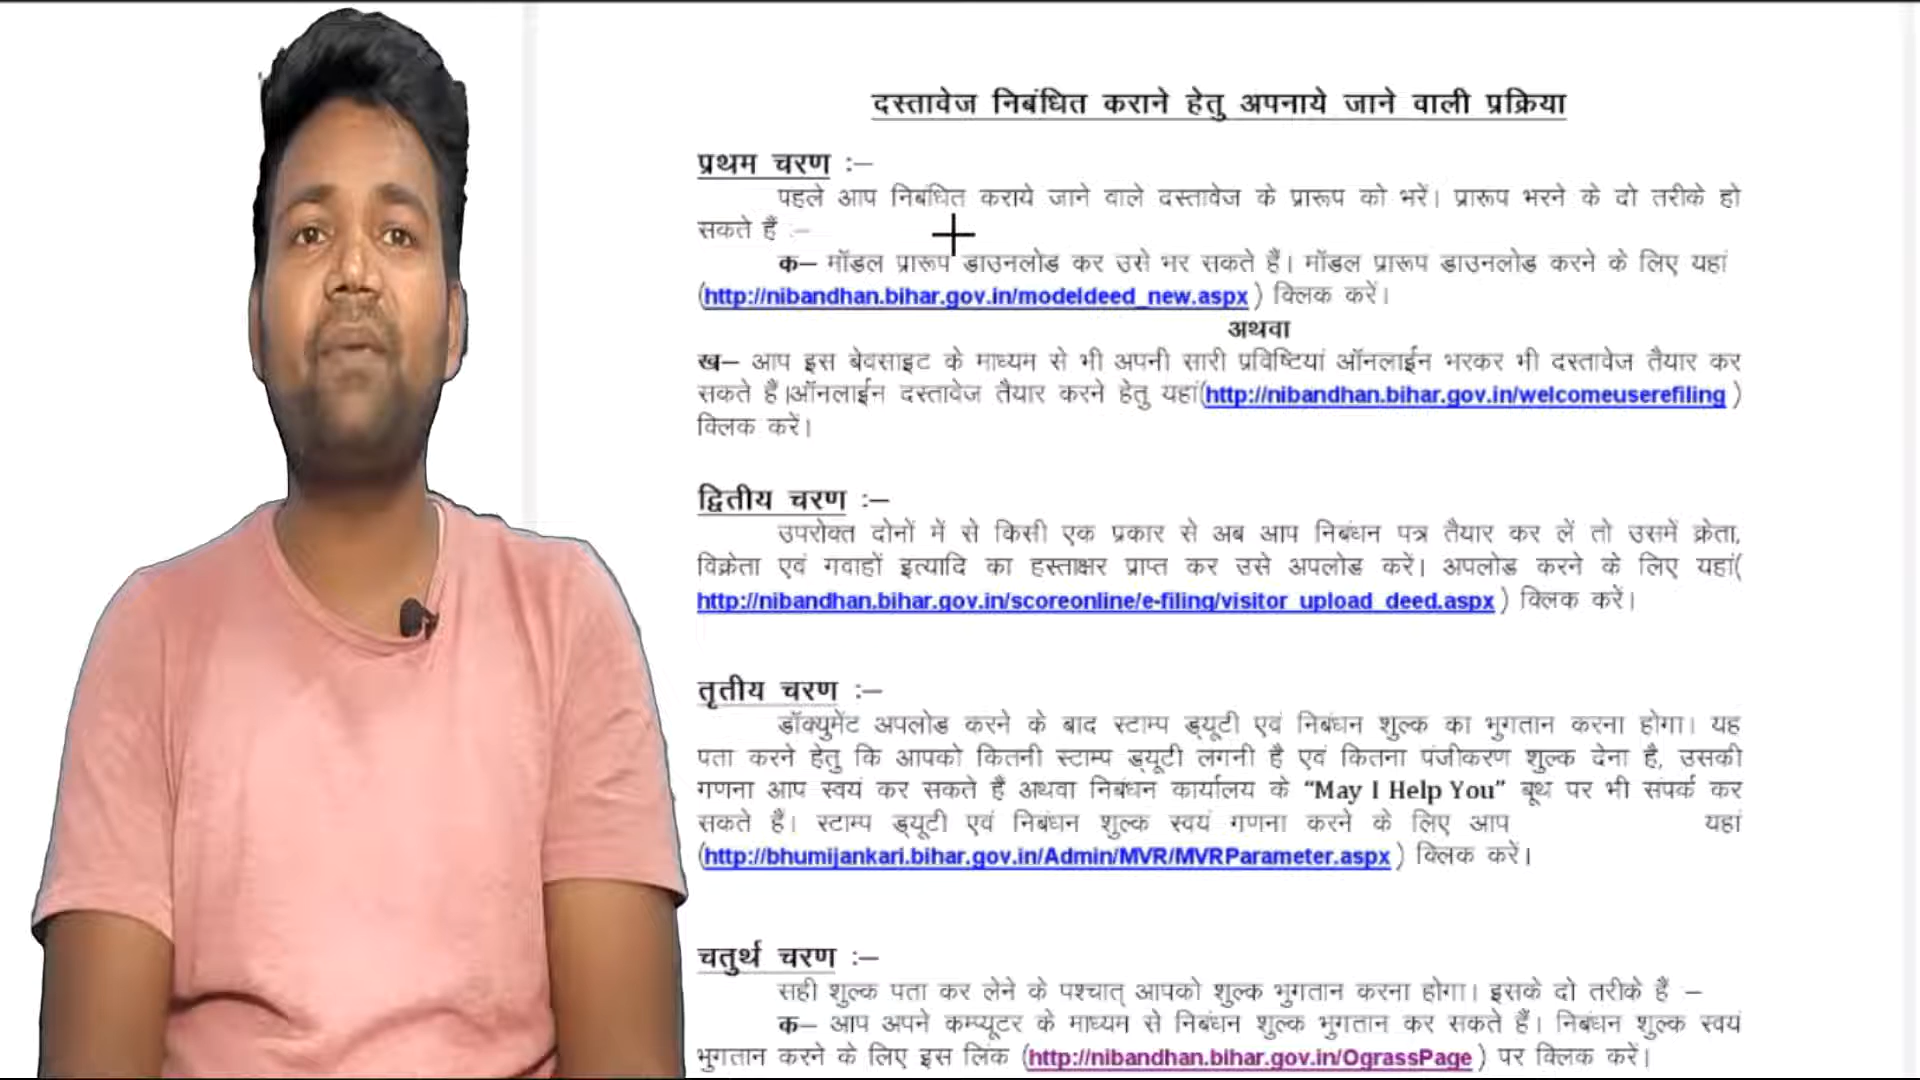 दस्तावेज निबंधित कराने हेतु अपनाये जाने वाली प्रक्रिया
प्रथम चरण :–
पहले आप निबंधित कराये जाने वाले दस्तावेज के प्रारूप को भरें। प्रारूप भरने के दो तरीके हो
सकते हैं :–
क– मॉडल प्रारूप डाउनलोड कर उसे भर सकते हैं। मॉडल प्रारूप डाउनलोड करने के लिए यहां
(http://nibandhan.bihar.gov.in/modeldeed_new.aspx ) क्लिक करें।
अथवा
ख– आप इस बेवसाइट के माध्यम से भी अपनी सारी प्रविष्टियां ऑनलाईन भरकर भी दस्तावेज तैयार कर
सकते हैं।ऑनलाईन दस्तावेज तैयार करने हेतु यहां(http://nibandhan.bihar.gov.in/welcomeuserefiling )
क्लिक करें।
द्वितीय चरण :–
उपरोक्त दोनों में से किसी एक प्रकार से अब आप निबंधन पत्र तैयार कर लें तो उसमें क्रेता,
विक्रेता एवं गवाहों इत्यादि का हस्ताक्षर प्राप्त कर उसे अपलोड करें। अपलोड करने के लिए यहां(
http://nibandhan.bihar.gov.in/scoreonline/e-filing/visitor_upload_deed.aspx ) क्लिक करें।
तृतीय चरण :–
डॉक्युमेंट अपलोड करने के बाद स्टाम्प ड्यूटी एवं निबंधन शुल्क का भुगतान करना होगा। यह
पता करने हेतु कि आपको कितनी स्टाम्प ड्यूटी लगनी है एवं कितना पंजीकरण शुल्क देना है, उसकी
गणना आप स्वयं कर सकते हैं अथवा निबंधन कार्यालय के “May I Help You” बूथ पर भी संपर्क कर
सकते हैं। स्टाम्प ड्यूटी एवं निबंधन शुल्क स्वयं गणना करने के लिए आप यहां
(http://bhumijankari.bihar.gov.in/Admin/MVR/MVRParameter.aspx ) क्लिक करें।
चतुर्थ चरण :–
सही शुल्क पता कर लेने के पश्चात् आपको शुल्क भुगतान करना होगा। इसके दो तरीके हैं –
क– आप अपने कम्प्यूटर के माध्यम से निबंधन शुल्क भुगतान कर सकते हैं। निबंधन शुल्क स्वयं
भुगतान करने के लिए इस लिंक (http://nibandhan.bihar.gov.in/OgrassPage ) पर क्लिक करें।